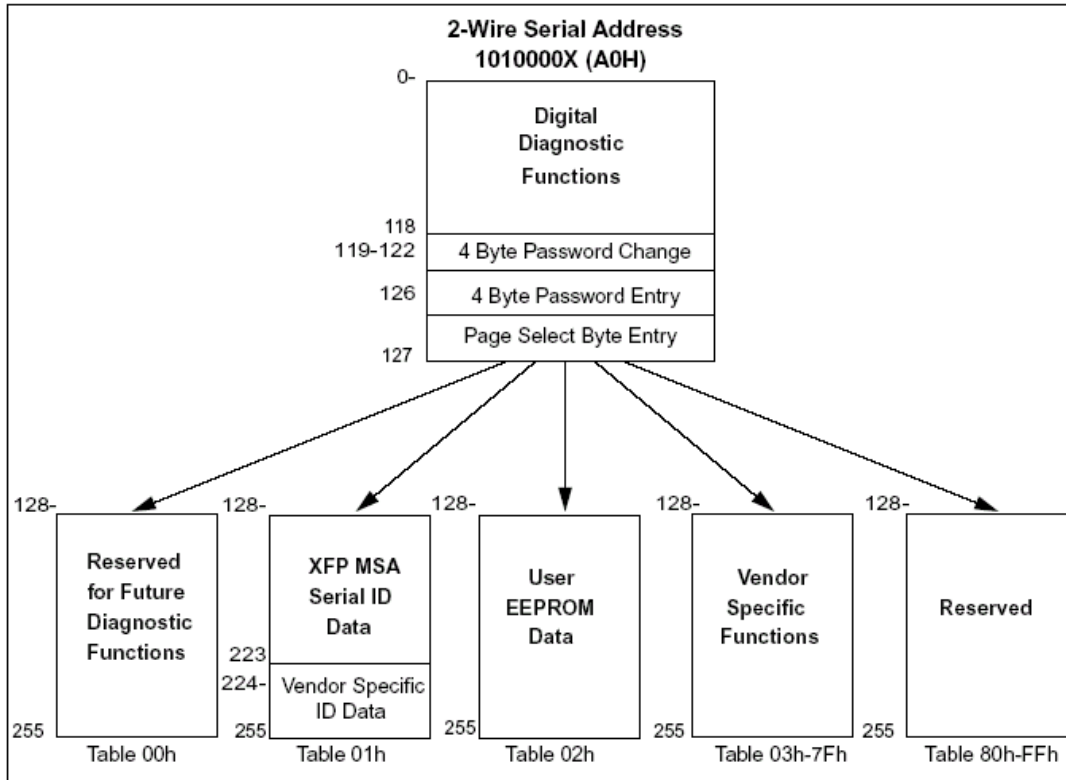 2-Wire Serial Address
1010000X (A0H)
0-
Digital
Diagnostic
Functions
118
119-122
4 Byte Password Change
126
4 Byte Password Entry
Page Select Byte Entry
127
128-
Reserved
for Future
Diagnostic
Functions
255
Table 00h
128-
XFP MSA
Serial ID
Data
223
224-
Vendor Specific
ID Data
255
Table 01h
128-
User
EEPROM
Data
255
Table 02h
128-
Vendor
Specific
Functions
255
Table 03h-7Fh
128-
Reserved
255
Table 80h-FFh